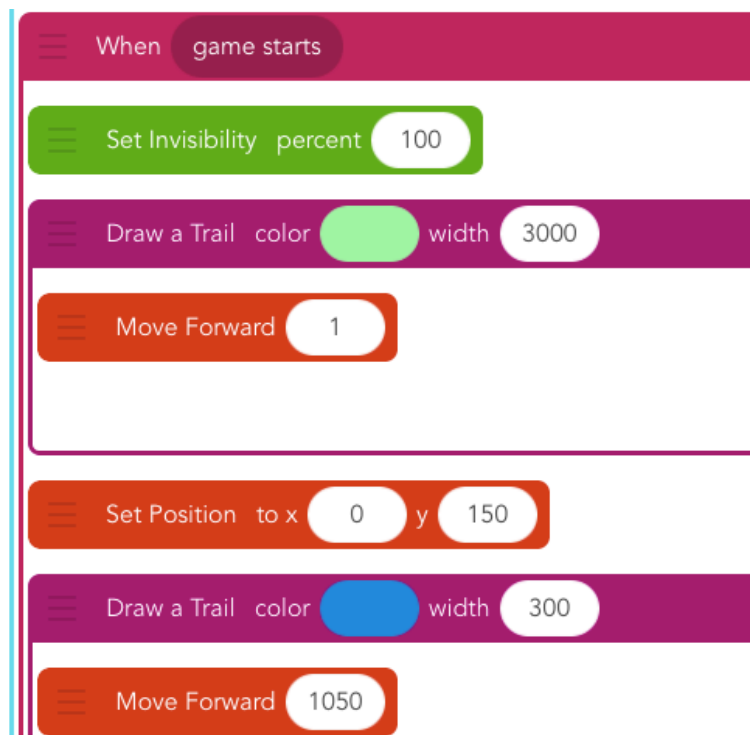 When game starts
Set Invisibility percent 100
Draw a Trail color width 3000
Move Forward 1
Set Position to x 0 y 150
Draw a Trail color width 300
Move Forward 1050